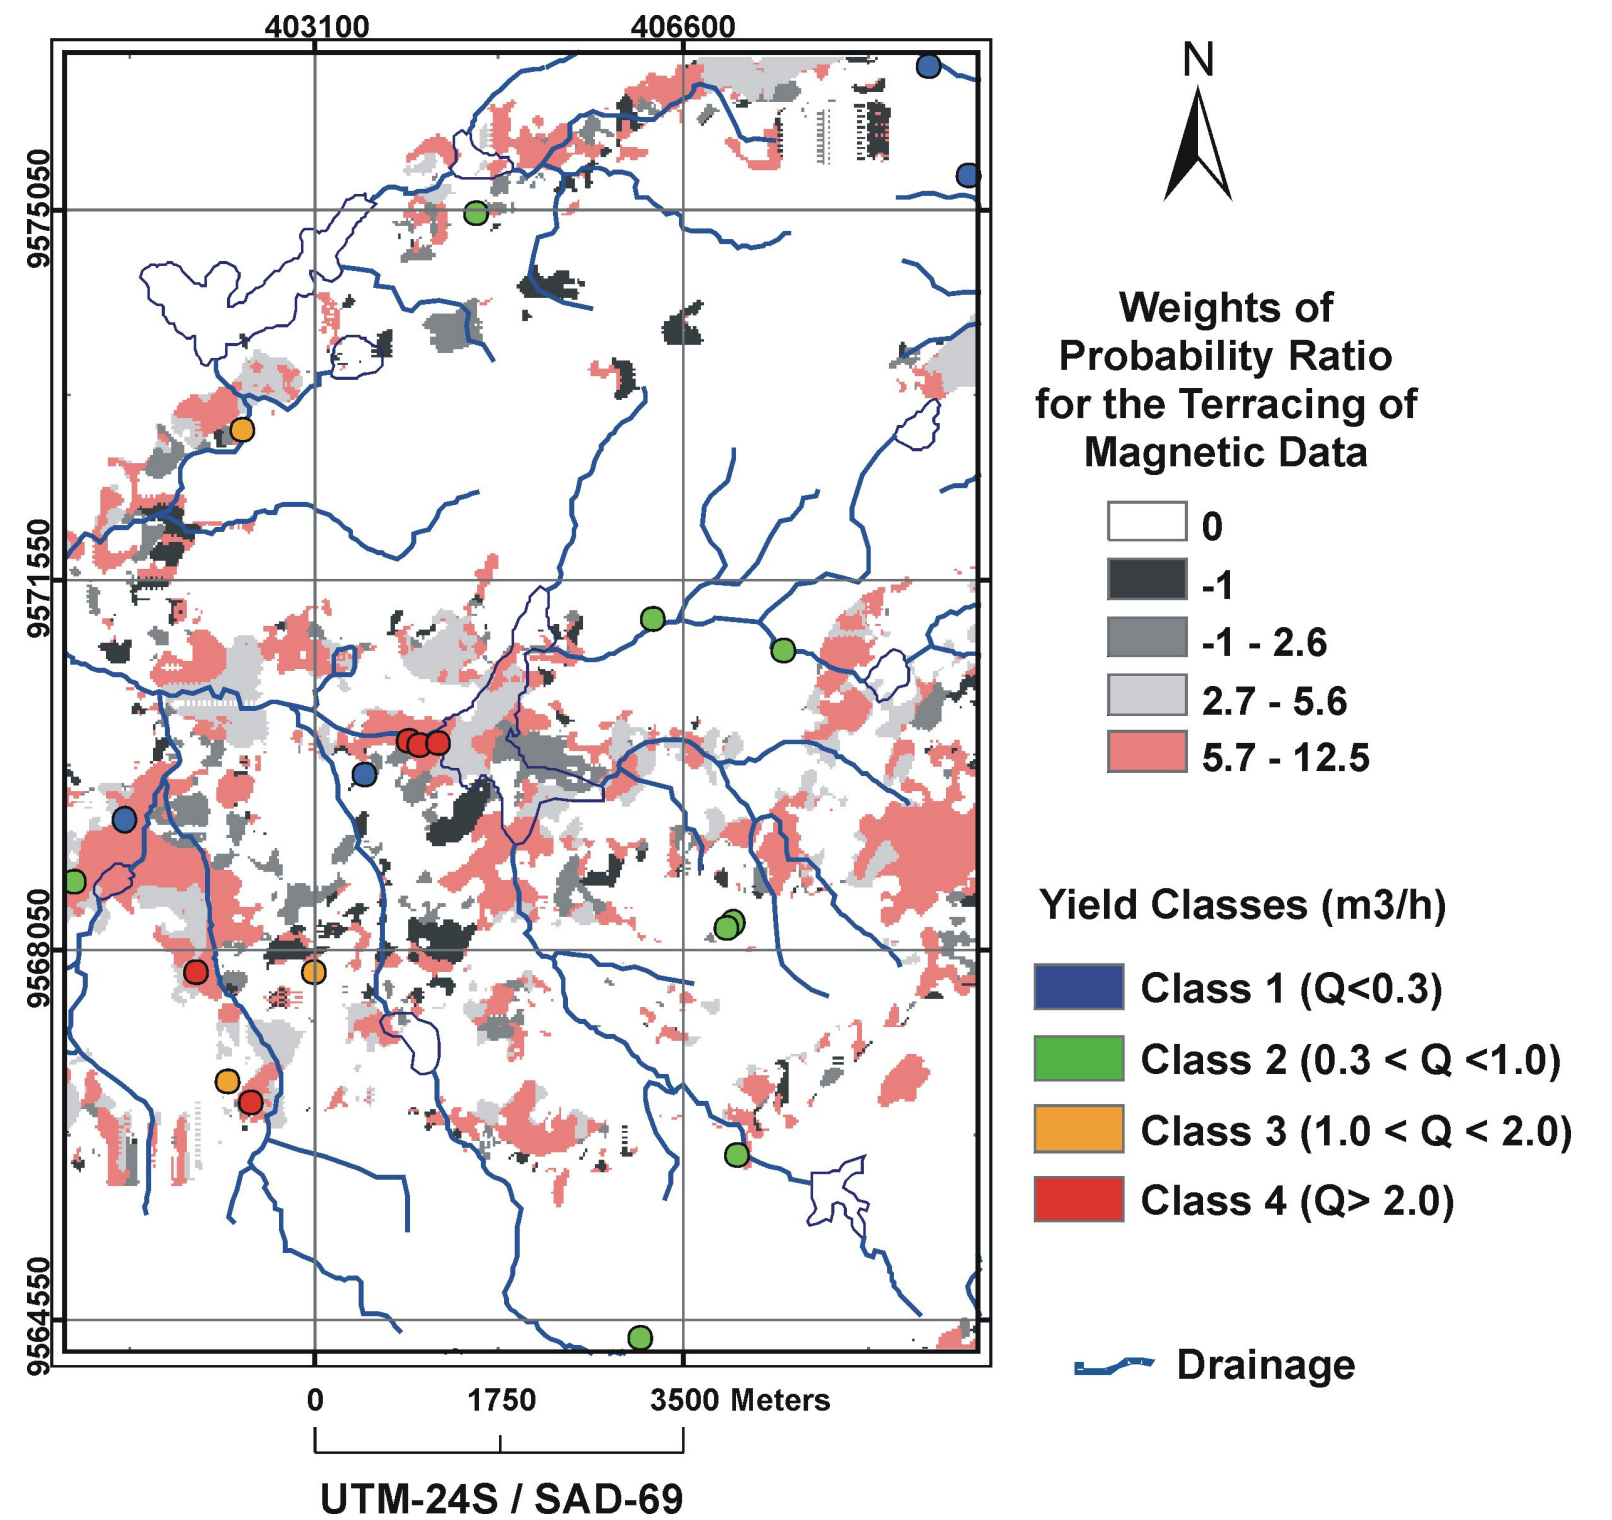 403100 406600
N
9575050
9571550
9568050
9564550
Weights of
Probability Ratio
for the Terracing of
Magnetic Data
0
-1
-1 - 2.6
2.7 - 5.6
5.7 - 12.5
Yield Classes (m3/h)
Class 1 (Q<0.3)
Class 2 (0.3 < Q <1.0)
Class 3 (1.0 < Q < 2.0)
Class 4 (Q> 2.0)
Drainage
0 1750 3500 Meters
UTM-24S / SAD-69